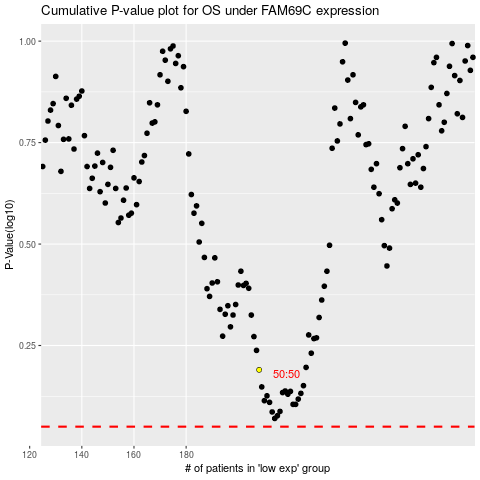 Cumulative P-value plot for OS under FAM69C expression
P-Value(log10)
1.00
0.75
0.50
0.25
50:50
120 140 160 180
# of patients in 'low exp' group